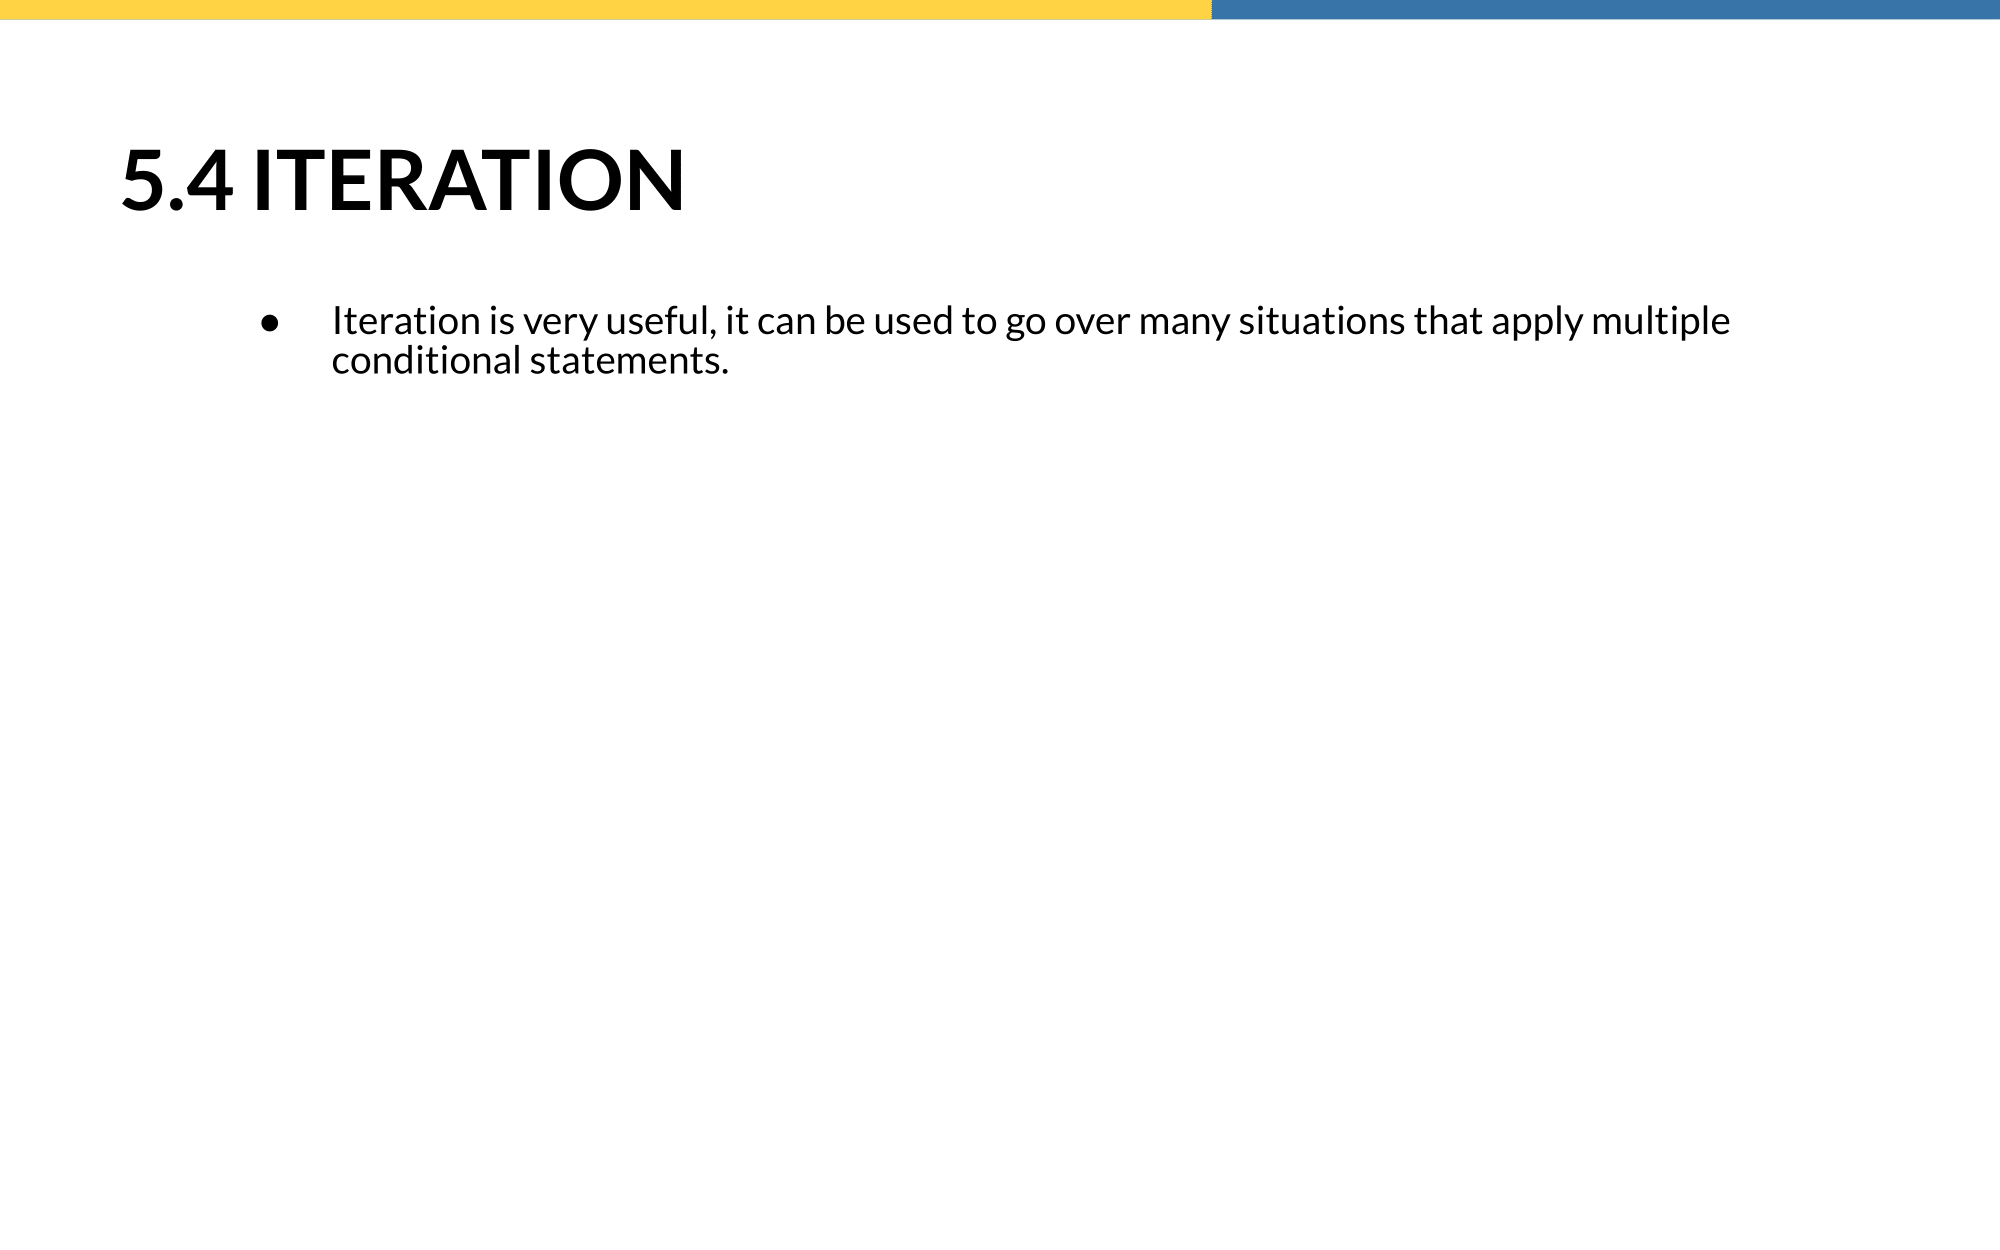 5.4 ITERATION
● Iteration is very useful, it can be used to go over many situations that apply multiple
conditional statements.